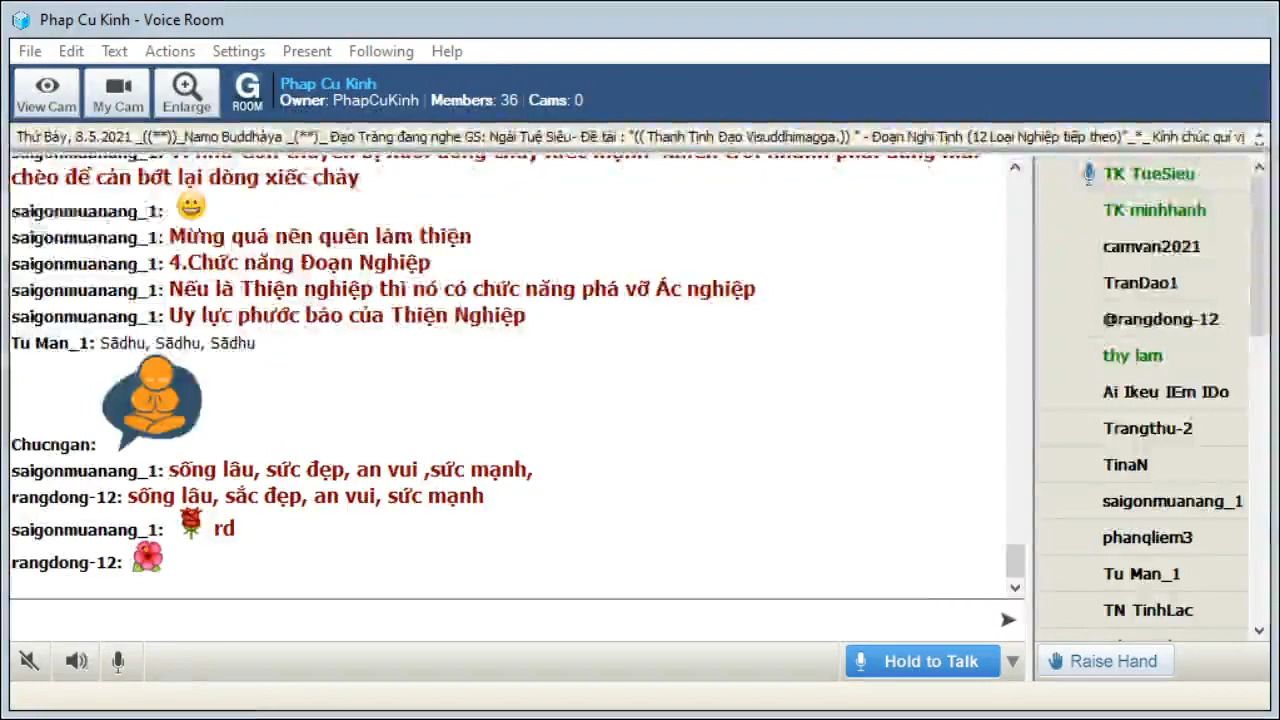 Phap Cu Kinh - Voice Room
File Edit Text Actions Settings Present Following Help
View Cam My Cam Enlarge G ROOM
Phap Cu Kinh
Owner: PhapCuKinh | Members: 36 | Cams: 0
Thứ Bảy, 8.5.2021 _((**))_Namo Buddhàya _(**)_ Đạo Tràng đang nghe GS: Ngài Tuệ Siêu- Đề tài : "(( Thanh Tịnh Đạo Visuddhimagga.)) " - Đoạn Nghi Tịnh (12 Loại Nghiệp tiếp theo)"_*_ Kính chúc quí vị
chèo để cản bớt lại dòng xiếc chảy
saigonmuanang_1:
saigonmuanang_1: Mừng quá nên quên làm thiện
saigonmuanang_1: 4.Chức năng Đoạn Nghiệp
saigonmuanang_1: Nếu là Thiện nghiệp thì nó có chức năng phá vỡ Ác nghiệp
saigonmuanang_1: Uy lực phước báo của Thiện Nghiệp
Tu Man_1: Sādhu, Sādhu, Sādhu
Chucngan:
saigonmuanang_1: sống lâu, sức đẹp, an vui ,sức mạnh,
rangdong-12: sống lâu, sắc đẹp, an vui, sức mạnh
saigonmuanang_1: rd
rangdong-12:
TK TueSieu
TK minhhanh
camvan2021
TranDao1
@rangdong-12
thy lam
Ai Ikeu IEm IDo
Trangthu-2
TinaN
saigonmuanang_1
phanqliem3
Tu Man_1
TN TinhLac
Hold to Talk
Raise Hand